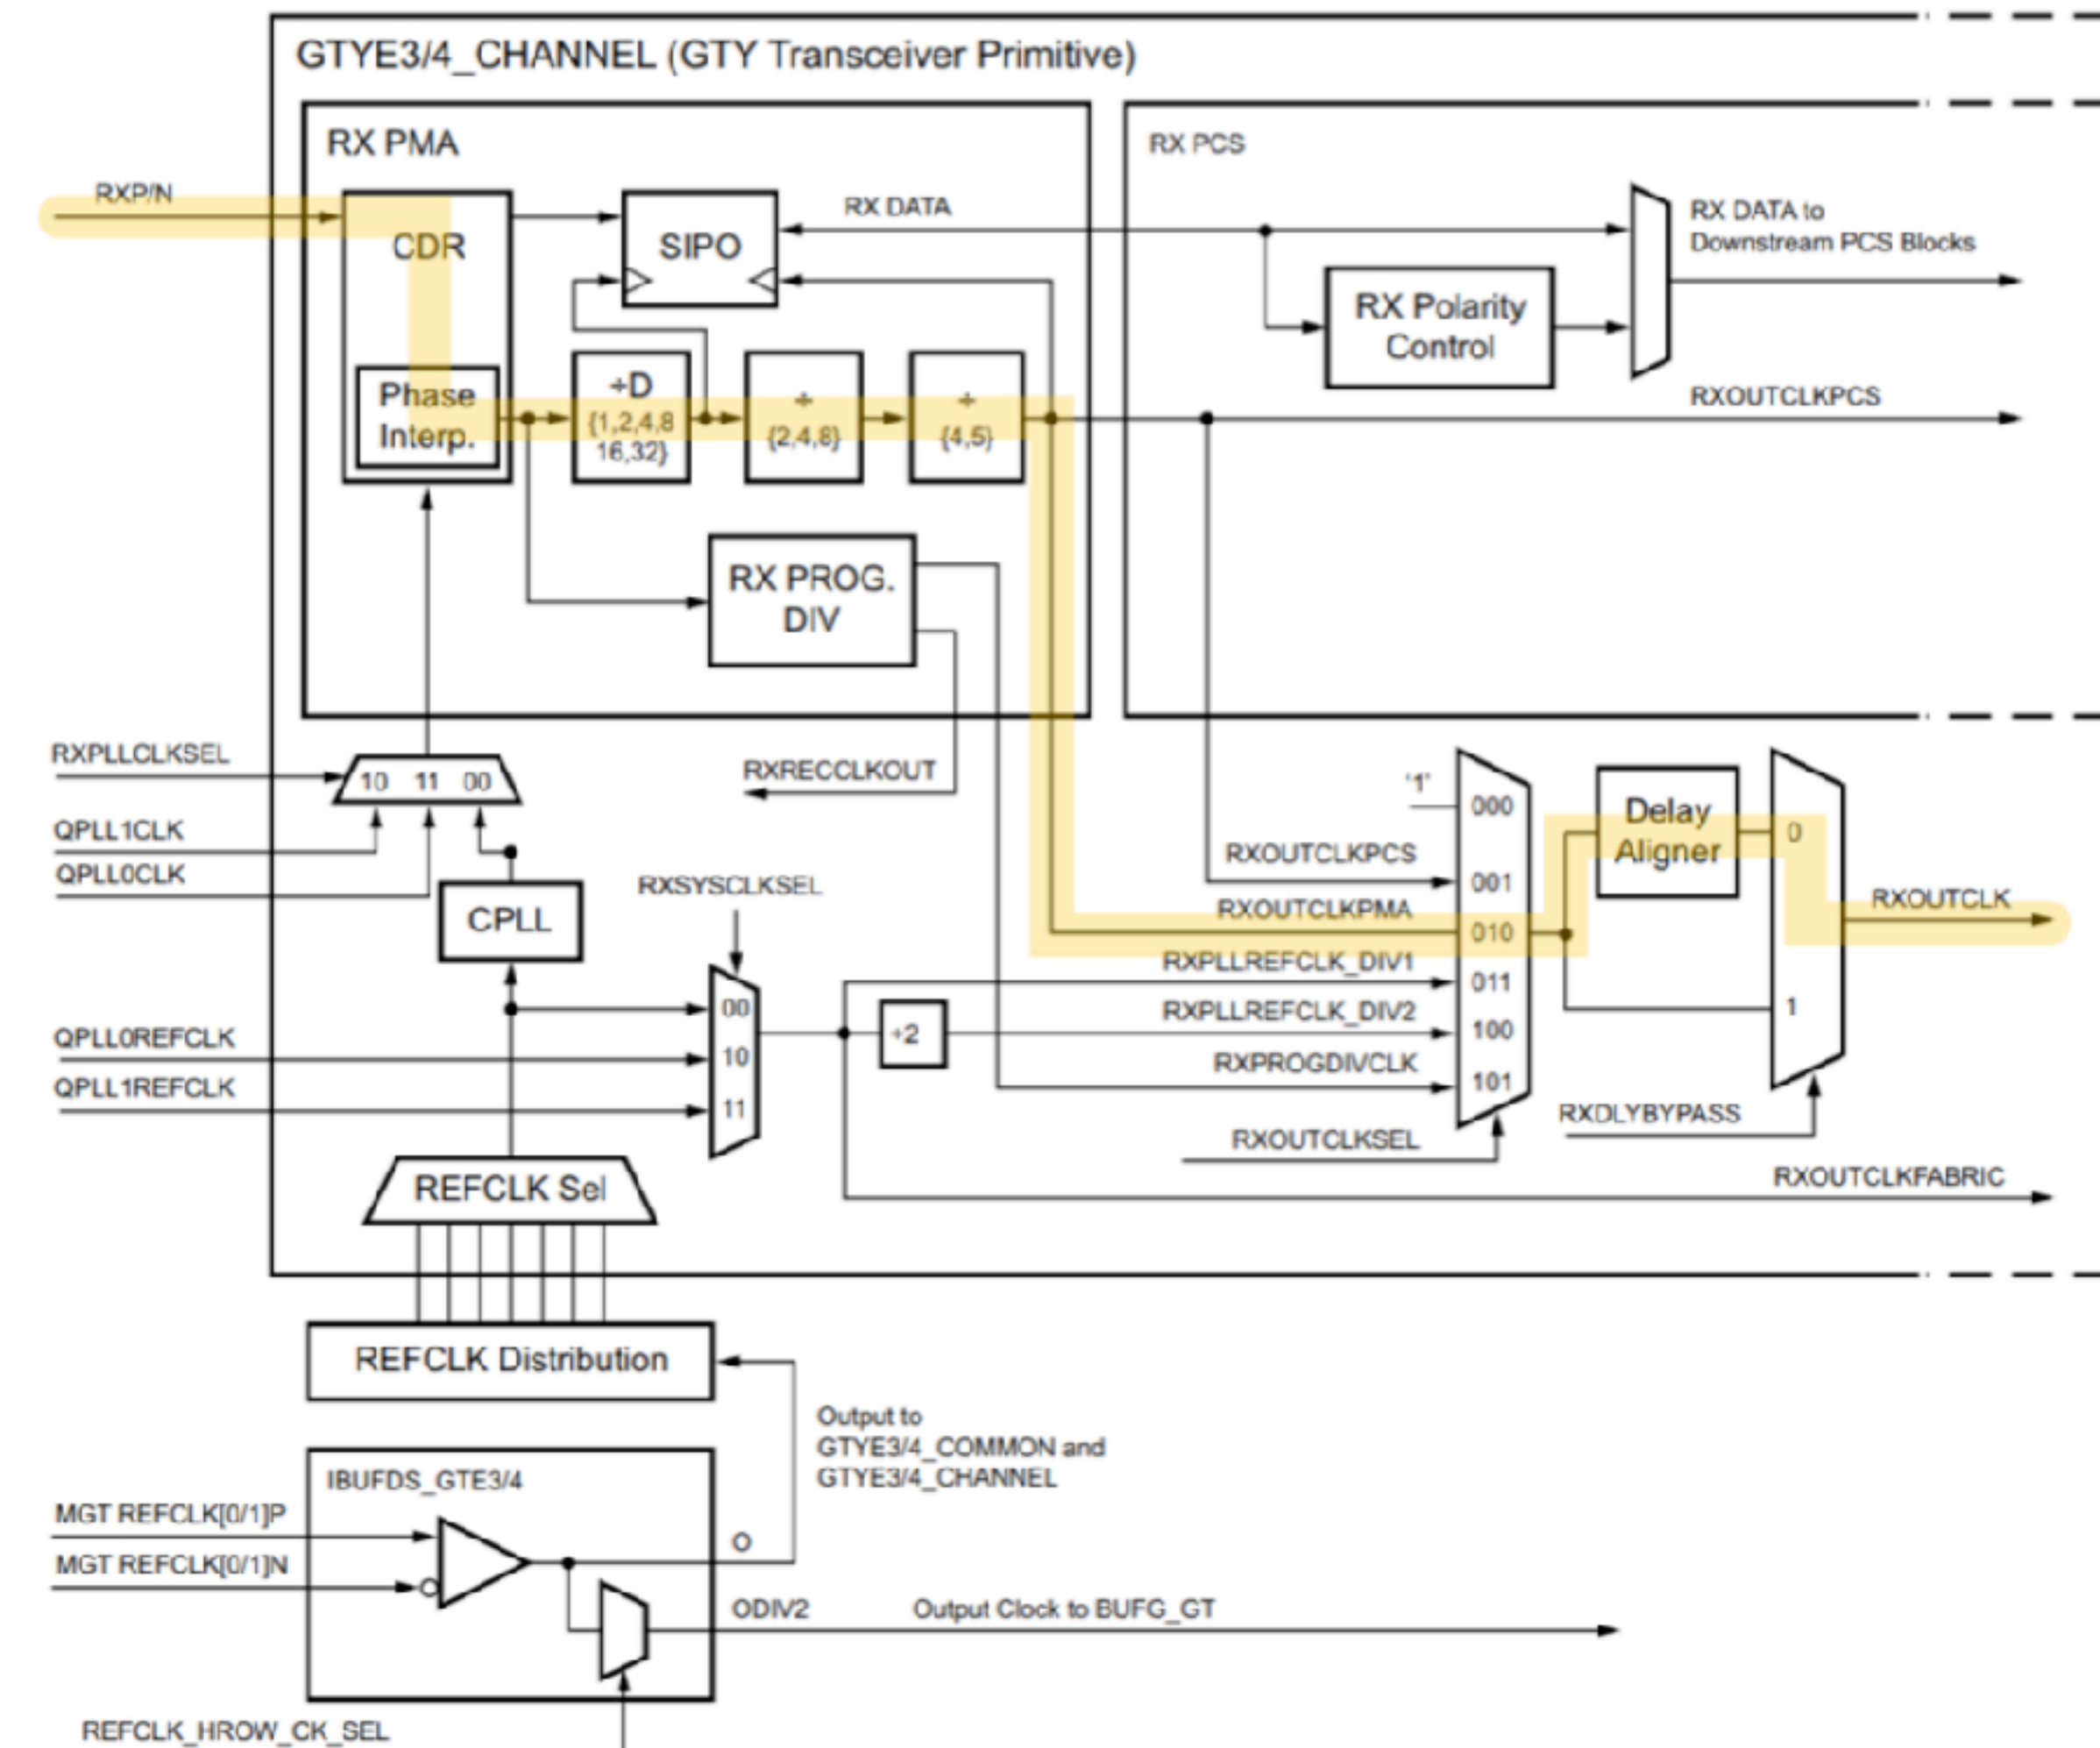 GTYE3/4_CHANNEL (GTY Transceiver Primitive)
RX PMA
RX PCS
RXP/N
CDR
SIPO
RX DATA
RX DATA to
Downstream PCS Blocks
RX Polarity
Control
Phase
Interp.
÷D
{1,2,4,8
16,32}
÷
{2,4,8}
÷
{4,5}
RXOUTCLKPCS
RX PROG.
DIV
RXPLLCLKSEL
10 11 00
RXRECCLKOUT
QPLL1CLK
QPLL0CLK
CPLL
RXSYSCLKSEL
'1'
000
RXOUTCLKPCS
001
RXOUTCLKPMA
010
RXPLLREFCLK_DIV1
011
RXPLLREFCLK_DIV2
100
RXPROGDIVCLK
101
Delay
Aligner
0
1
RXOUTCLK
QPLL0REFCLK
QPLL1REFCLK
00
10
11
÷2
RXDLYBYPASS
RXOUTCLKSEL
RXOUTCLKFABRIC
REFCLK Sel
REFCLK Distribution
Output to
GTYE3/4_COMMON and
GTYE3/4_CHANNEL
IBUFDS_GTE3/4
MGT REFCLK[0/1]P
MGT REFCLK[0/1]N
O
ODIV2
Output Clock to BUFG_GT
REFCLK_HROW_CK_SEL